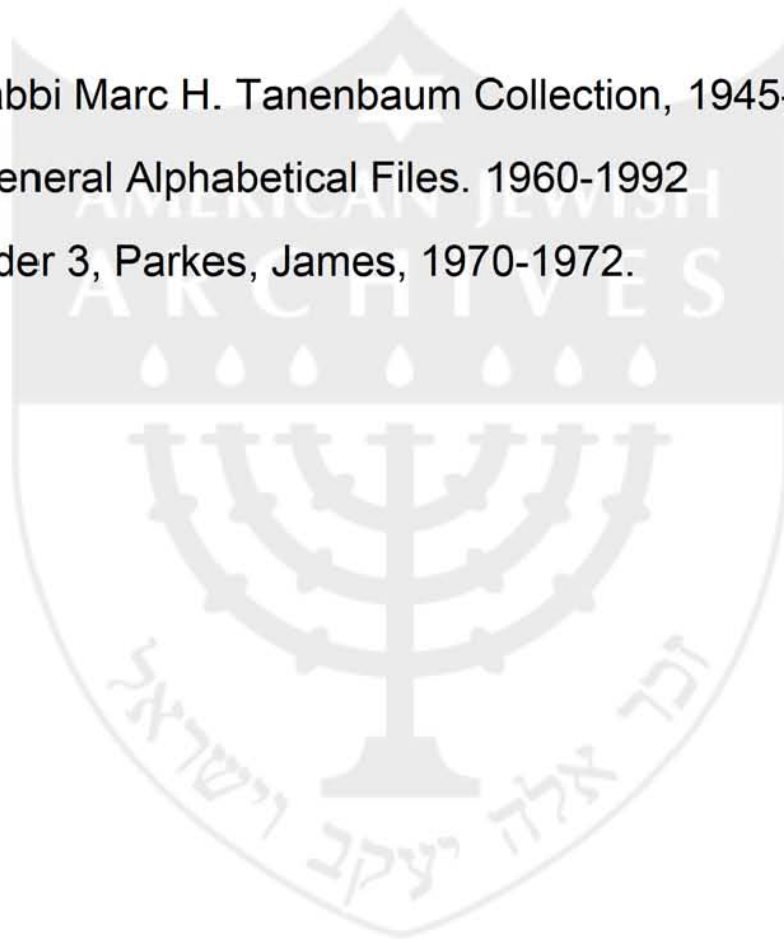 abbi Marc H. Tanenbaum Collection, 1945-
eneral Alphabetical Files. 1960-1992
AMERICAN JEWISH
der 3, Parkes, James, 1970-1972.
ARCHIVES
זכר אלה יעקב וישראל